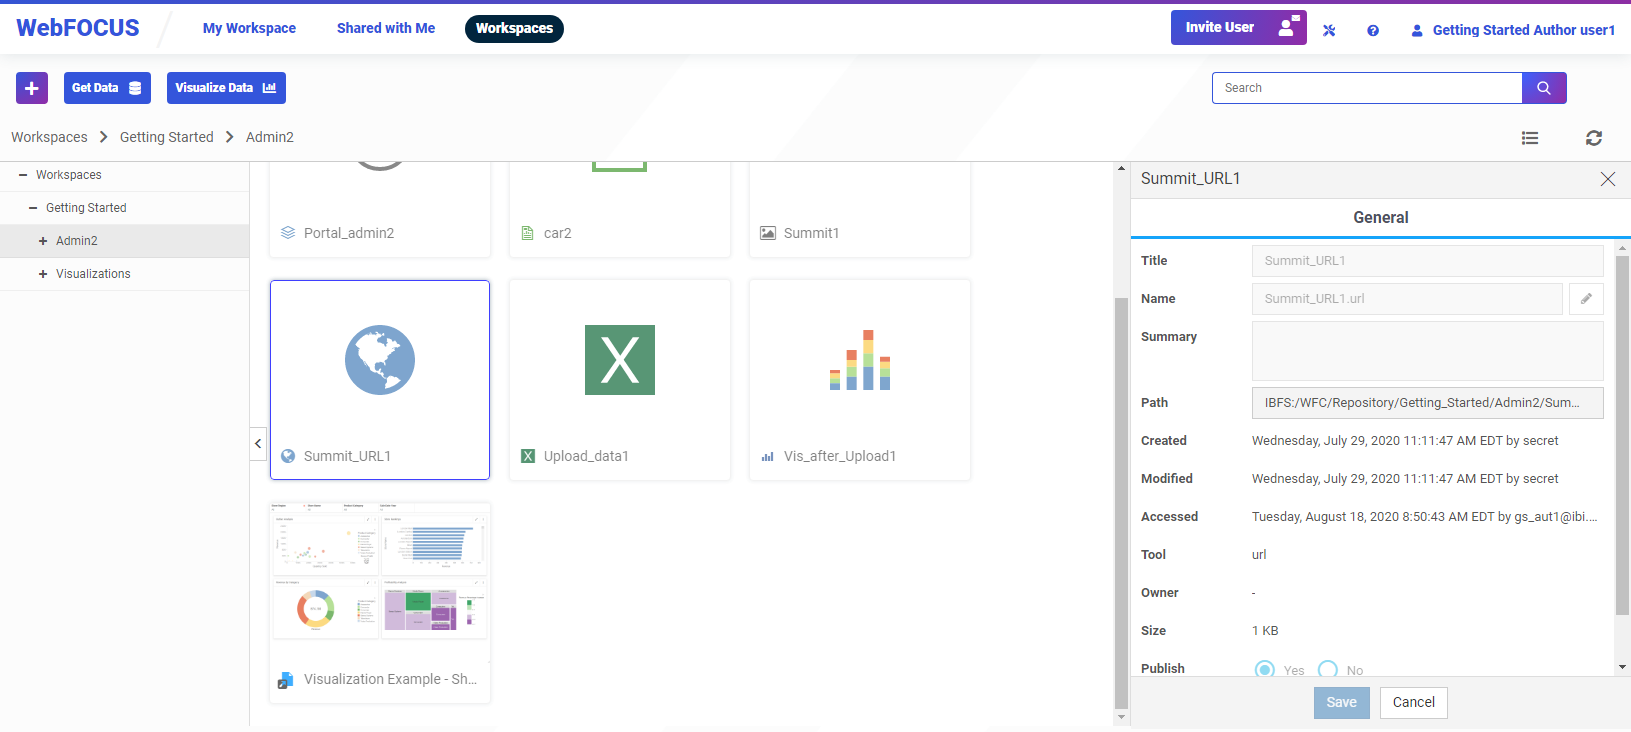 WebFOCUS
My Workspace
Shared with Me
Workspaces
Invite User
Getting Started Author user1
Get Data
Visualize Data
Search
Workspaces
Getting Started
Admin2
Workspaces
Getting Started
Admin2
Visualizations
Portal_admin2
car2
Summit1
Summit_URL1
Upload_data1
Vis_after_Upload1
Visualization Example - Sh...
Summit_URL1
General
Title
Summit_URL1
Name
Summit_URL1.url
Summary
Path
IBFS:/WFC/Repository/Getting_Started/Admin2/Sum...
Created
Wednesday, July 29, 2020 11:11:47 AM EDT by secret
Modified
Wednesday, July 29, 2020 11:11:47 AM EDT by secret
Accessed
Tuesday, August 18, 2020 8:50:43 AM EDT by gs_aut1@ibi....
Tool
url
Owner
-
Size
1 KB
Publish
Yes
No
Save
Cancel